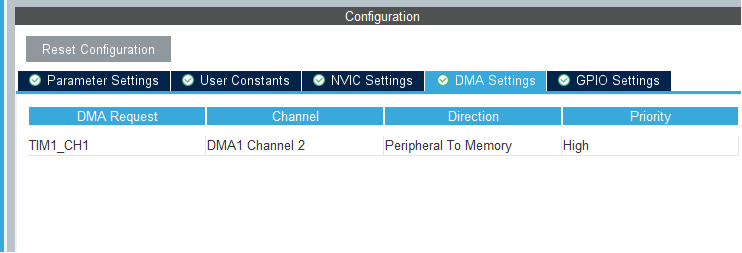 Configuration
Reset Configuration
Parameter Settings User Constants NVIC Settings DMA Settings GPIO Settings
DMA Request Channel Direction Priority
TIM1_CH1 DMA1 Channel 2 Peripheral To Memory High